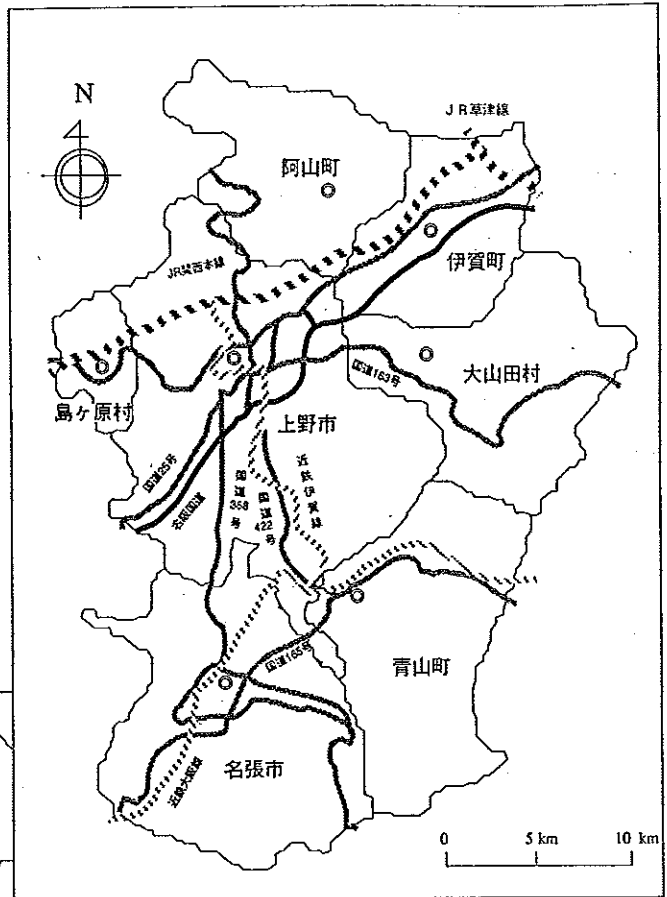 N
JR草津線
阿山町
JR関西本線
伊賀町
大山田村
国道163号
島ヶ原村
上野市
国道25号
名阪国道
国道358号
国道422号
近鉄伊賀線
国道165号
青山町
名張市
近鉄大阪線
0 5 km 10 km